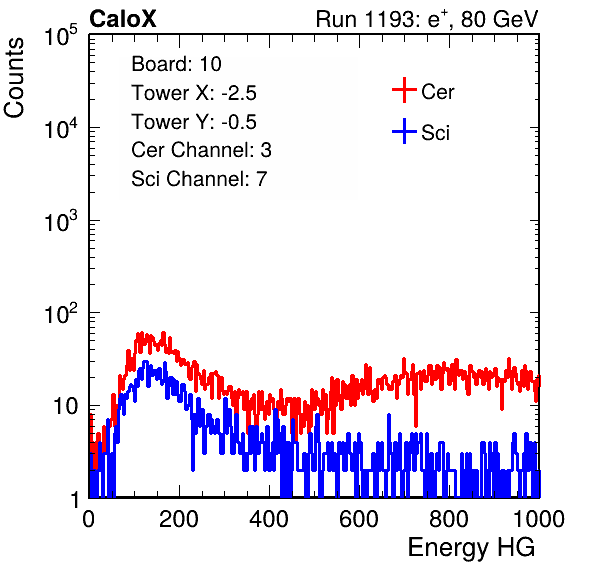 CaloX Run 1193: e⁺, 80 GeV
Counts
10⁵
10⁴
10³
10²
10
1
Board: 10
Tower X: -2.5
Tower Y: -0.5
Cer Channel: 3
Sci Channel: 7
Cer
Sci
0 200 400 600 800 1000
Energy HG